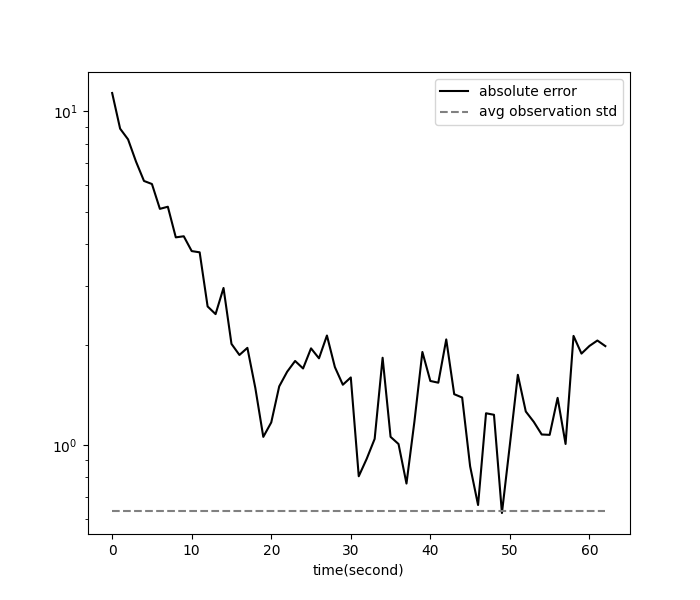 absolute error
avg observation std
10¹
10⁰
0 10 20 30 40 50 60
time(second)